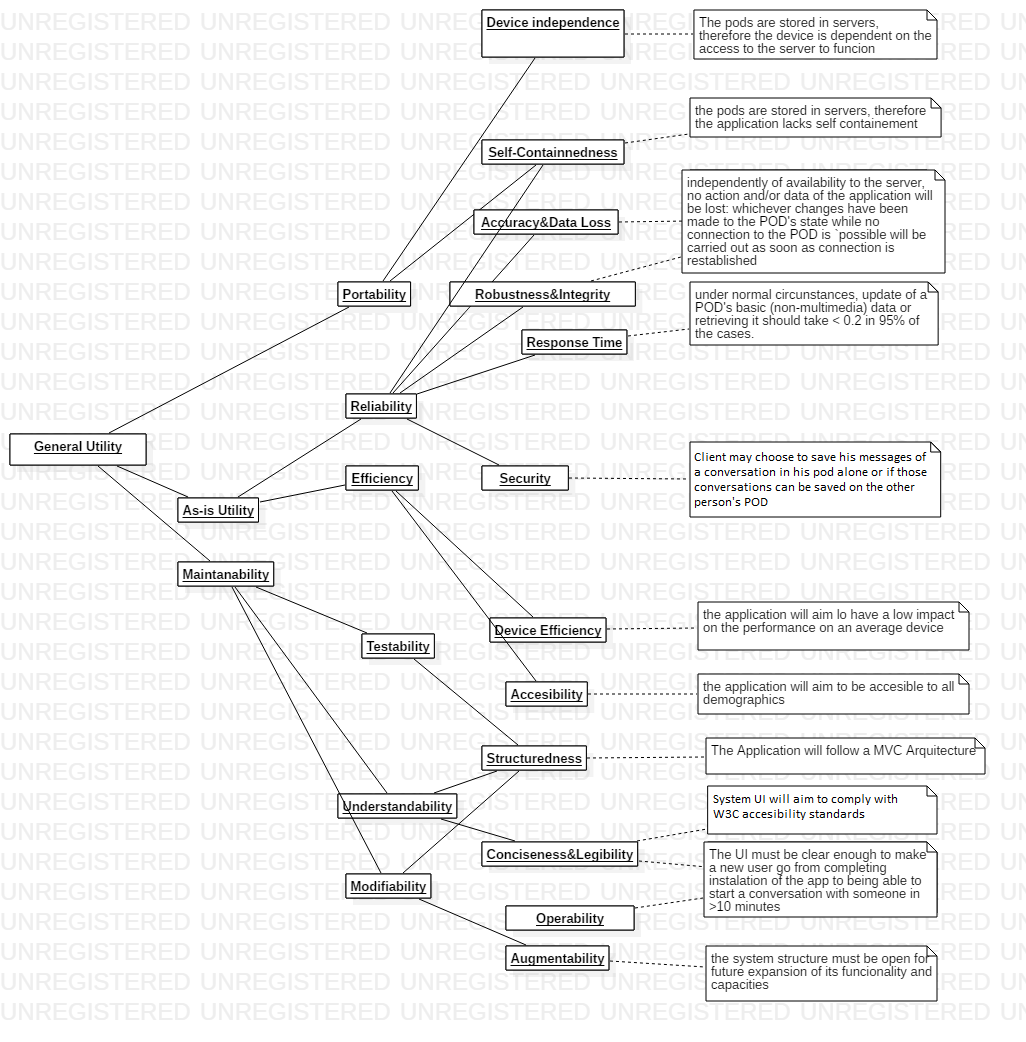 Device independence
The pods are stored in servers,
therefore the device is dependent on the
access to the server to funcion
the pods are stored in servers, therefore
the application lacks self containement
Self-Containnedness
independently of availability to the server,
no action and/or data of the application will
be lost: whichever changes have been
made to the POD's state while no
connection to the POD is `possible will be
carried out as soon as connection is
restablished
Accuracy&Data Loss
Portability
Robustness&Integrity
under normal circunstances, update of a
POD's basic (non-multimedia) data or
retrieving it should take < 0.2 in 95% of
the cases.
Response Time
Reliability
General Utility
Client may choose to save his messages of
a conversation in his pod alone or if those
conversations can be saved on the other
person's POD
Efficiency
Security
As-is Utility
Maintanability
the application will aim lo have a low impact
on the performance on an average device
Device Efficiency
Testability
the application will aim to be accesible to all
demographics
Accesibility
The Application will follow a MVC Arquitecture
Structuredness
Understandability
System UI will aim to comply with
W3C accesibility standards
Conciseness&Legibility
The UI must be clear enough to make
a new user go from completing
instalation of the app to being able to
start a conversation with someone in
>10 minutes
Modifiability
Operability
Augmentability
the system structure must be open for
future expansion of its funcionality and
capacities
UNREGISTERED